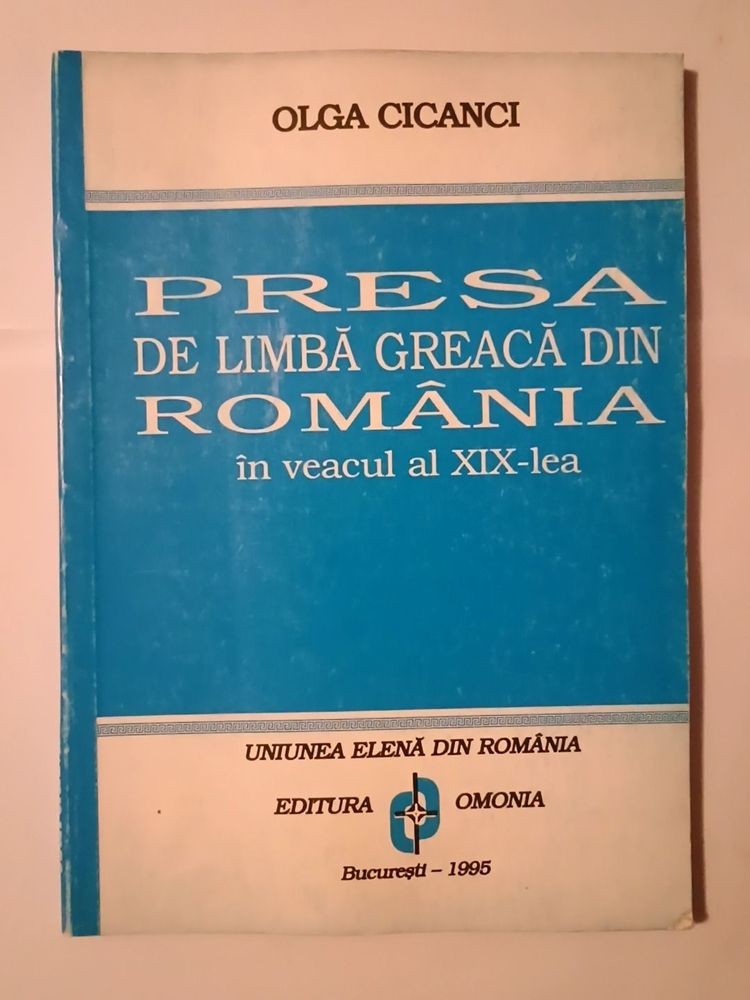 OLGA CICANCI
PRESA
DE LIMBĂ GREACĂ DIN
ROMÂNIA
în veacul al XIX-lea
UNIUNEA ELENĂ DIN ROMÂNIA
EDITURA OMONIA
Bucureşti – 1995